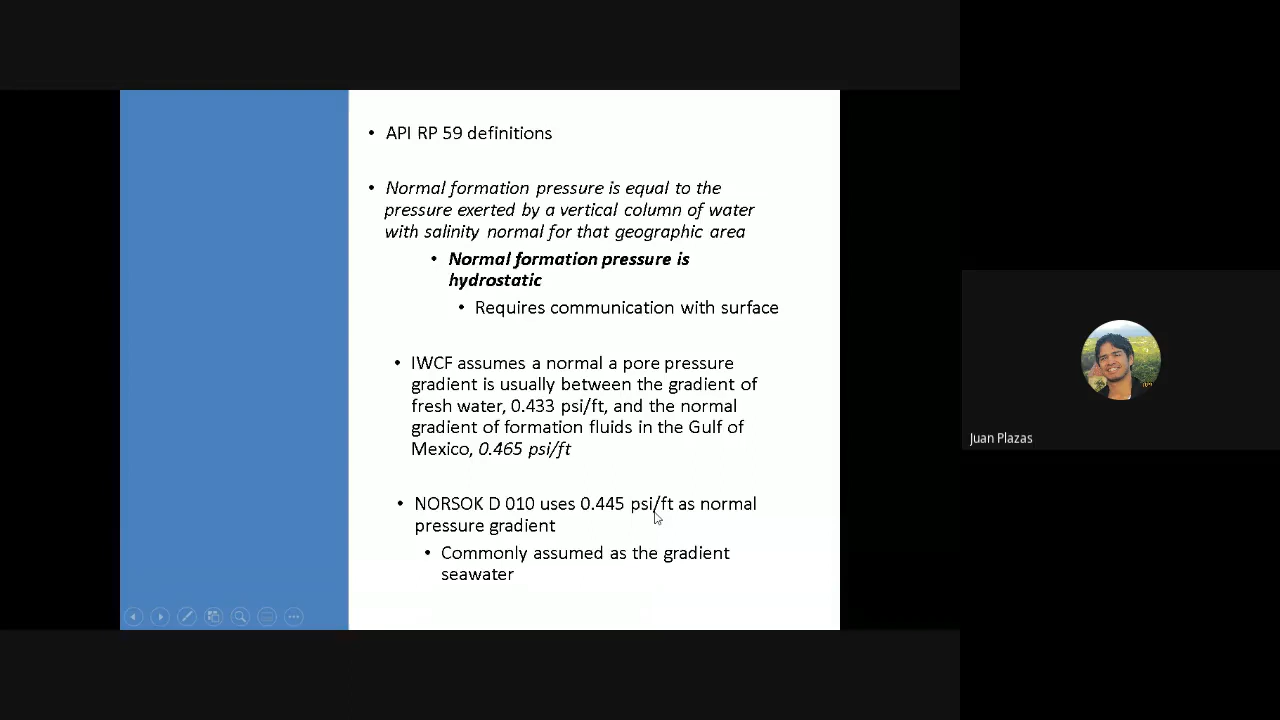 • API RP 59 definitions
• Normal formation pressure is equal to the
pressure exerted by a vertical column of water
with salinity normal for that geographic area
• Normal formation pressure is
hydrostatic
• Requires communication with surface
• IWCF assumes a normal a pore pressure
gradient is usually between the gradient of
fresh water, 0.433 psi/ft, and the normal
gradient of formation fluids in the Gulf of
Mexico, 0.465 psi/ft
• NORSOK D 010 uses 0.445 psi/ft as normal
pressure gradient
• Commonly assumed as the gradient
seawater
Juan Plazas